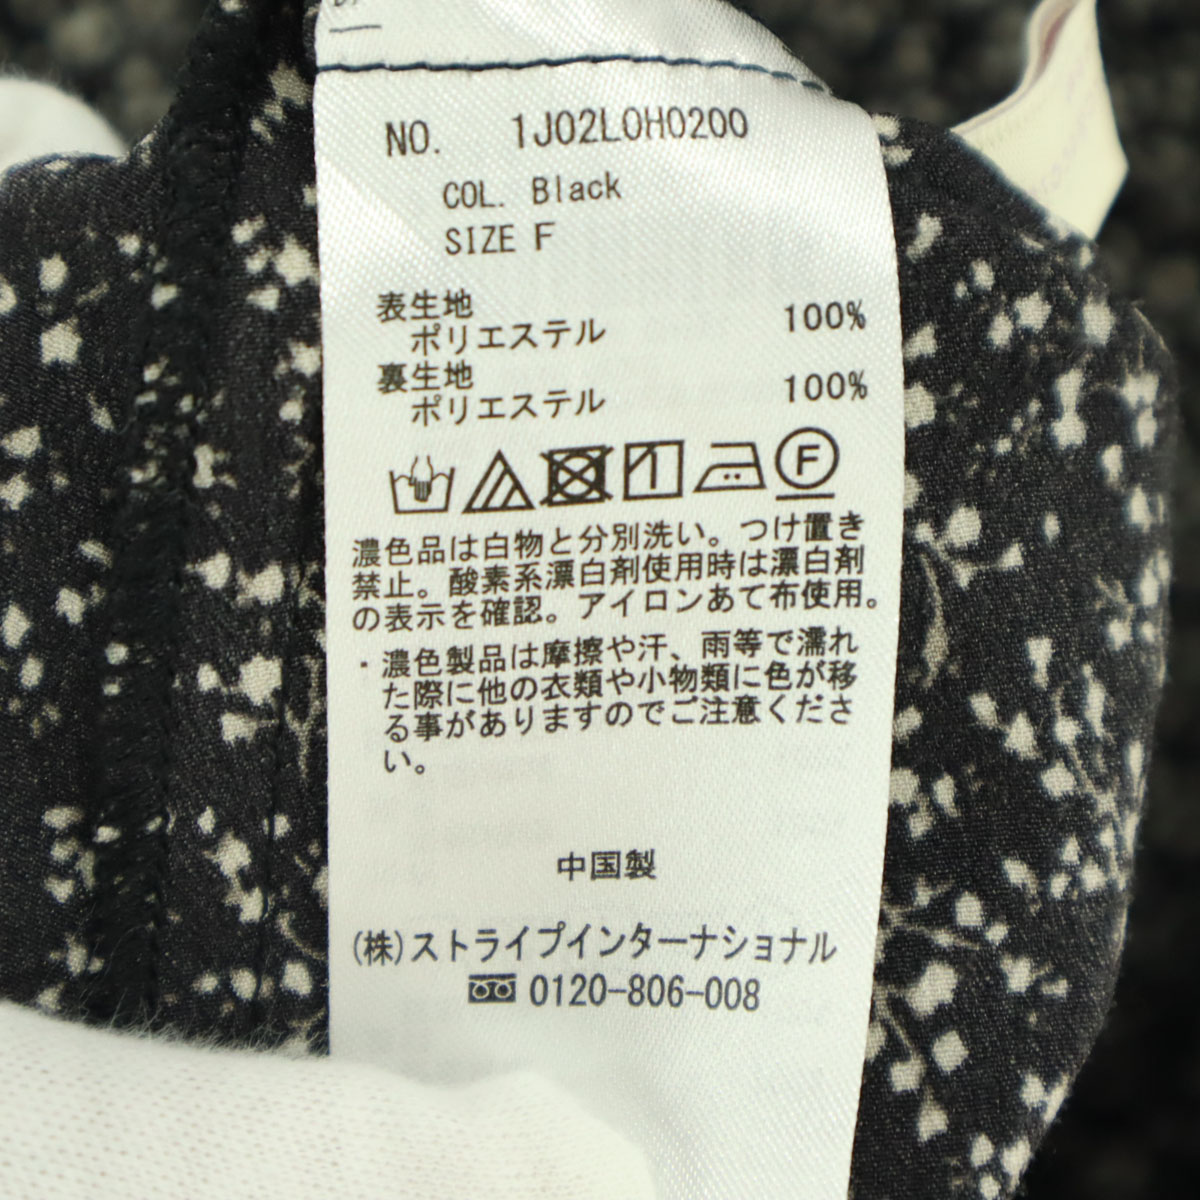 NO. 1J02L0H0200
COL. Black
SIZE F
表生地
ポリエステル 100%
裏生地
ポリエステル 100%
F
濃色品は白物と分別洗い。つけ置き
禁止。酸素系漂白剤使用時は漂白剤
の表示を確認。アイロンあて布使用。
・濃色製品は摩擦や汗、雨等で濡れ
た際に他の衣類や小物類に色が移
る事がありますのでご注意くださ
い。
中国製
(株)ストライプインターナショナル
0120-806-008